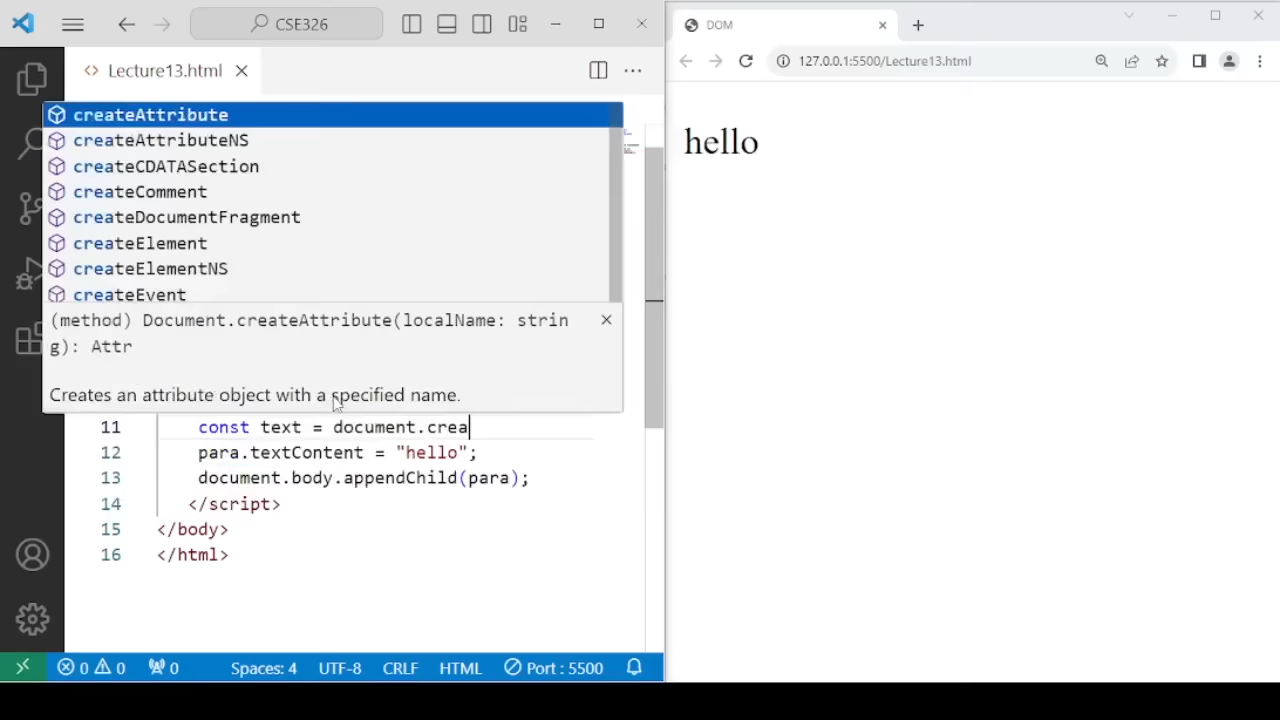 CSE326
Lecture13.html
createAttribute
createAttributeNS
createCDATASection
createComment
createDocumentFragment
createElement
createElementNS
createEvent
(method) Document.createAttribute(localName: strin
g): Attr
Creates an attribute object with a specified name.
11 const text = document.crea
12 para.textContent = "hello";
13 document.body.appendChild(para);
14 </script>
15 </body>
16 </html>
0 0 0 Spaces: 4 UTF-8 CRLF HTML Port : 5500
DOM
127.0.0.1:5500/Lecture13.html
hello